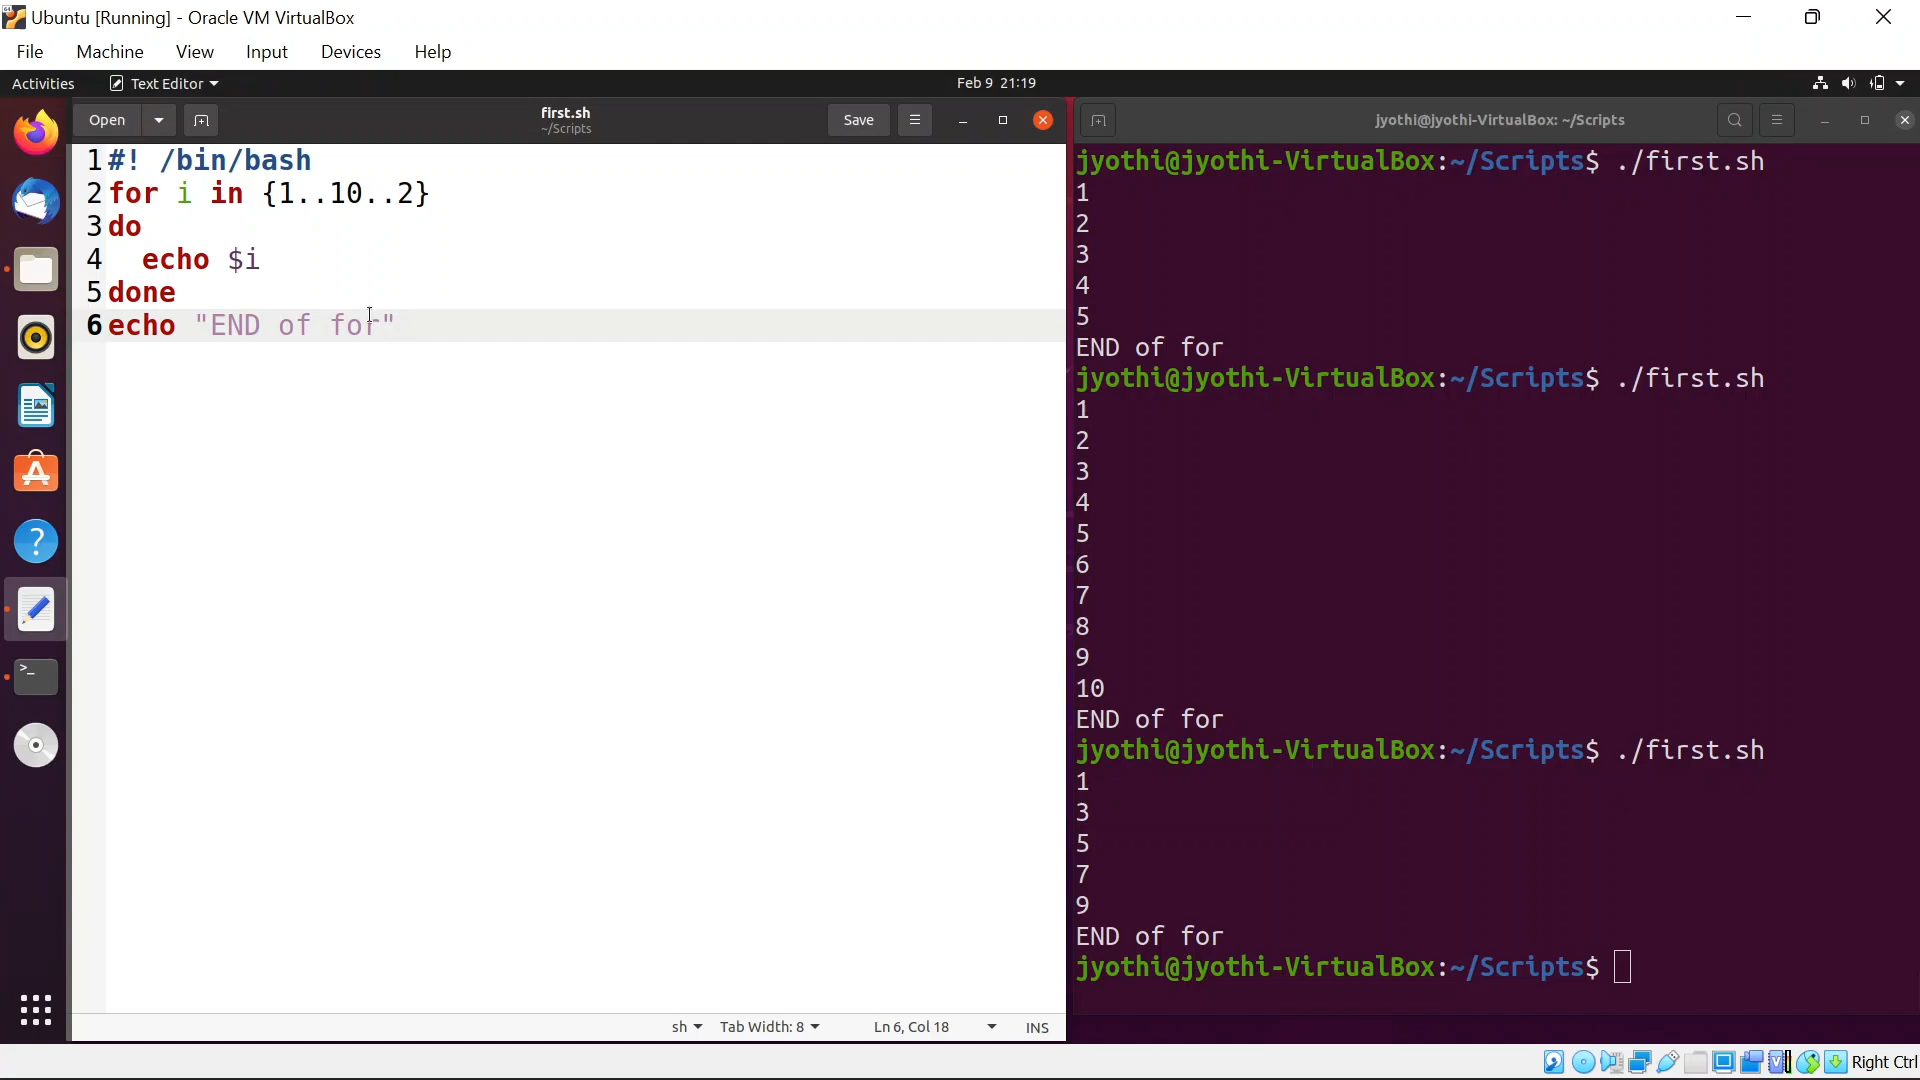 Ubuntu [Running] - Oracle VM VirtualBox
File Machine View Input Devices Help
Activities Text Editor Feb 9 21:19
Open first.sh Save
~/Scripts
1 #! /bin/bash
2 for i in {1..10..2}
3 do
4   echo $i
5 done
6 echo "END of for"
sh Tab Width: 8 Ln 6, Col 18 INS
jyothi@jyothi-VirtualBox: ~/Scripts
jyothi@jyothi-VirtualBox:~/Scripts$ ./first.sh
1
2
3
4
5
END of for
jyothi@jyothi-VirtualBox:~/Scripts$ ./first.sh
1
2
3
4
5
6
7
8
9
10
END of for
jyothi@jyothi-VirtualBox:~/Scripts$ ./first.sh
1
3
5
7
9
END of for
jyothi@jyothi-VirtualBox:~/Scripts$
Right Ctrl